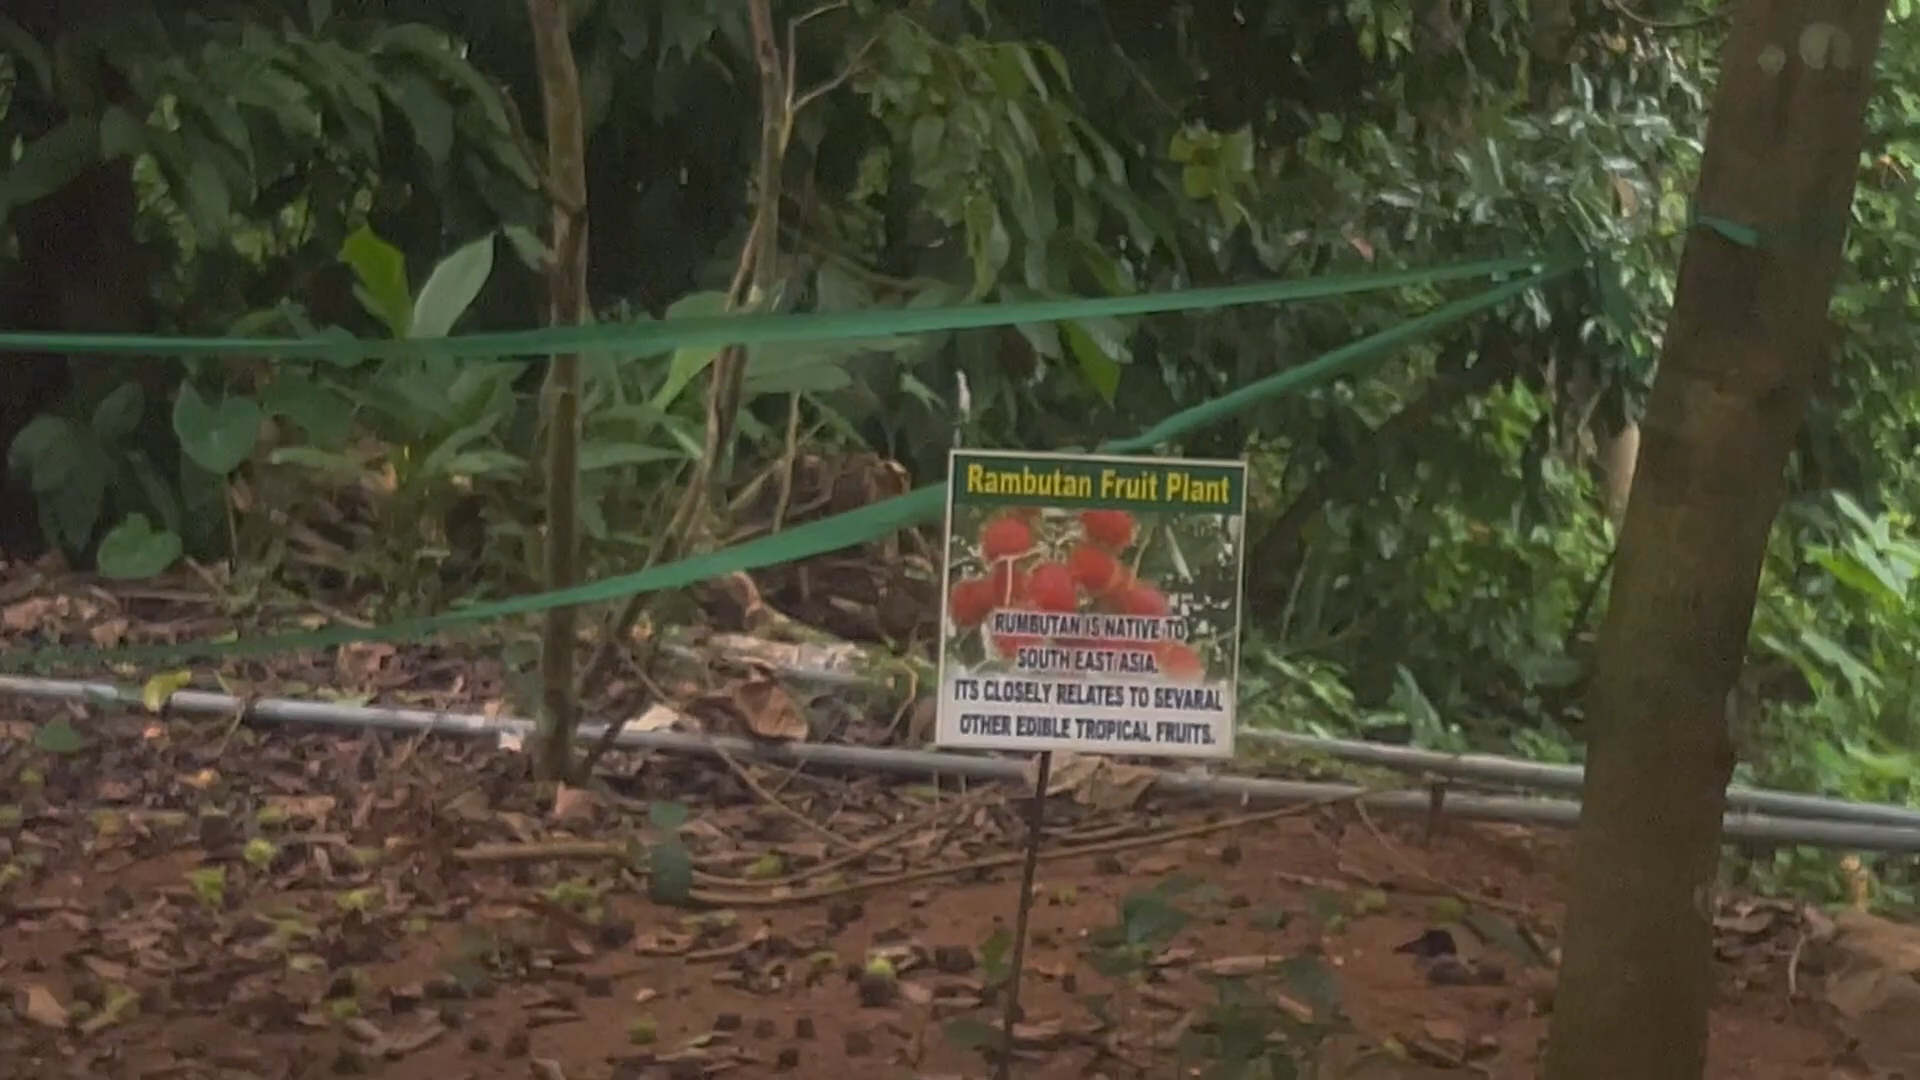 Rambutan Fruit Plant
RUMBUTAN IS NATIVE TO
SOUTH EAST ASIA.
ITS CLOSELY RELATES TO SEVARAL
OTHER EDIBLE TROPICAL FRUITS.